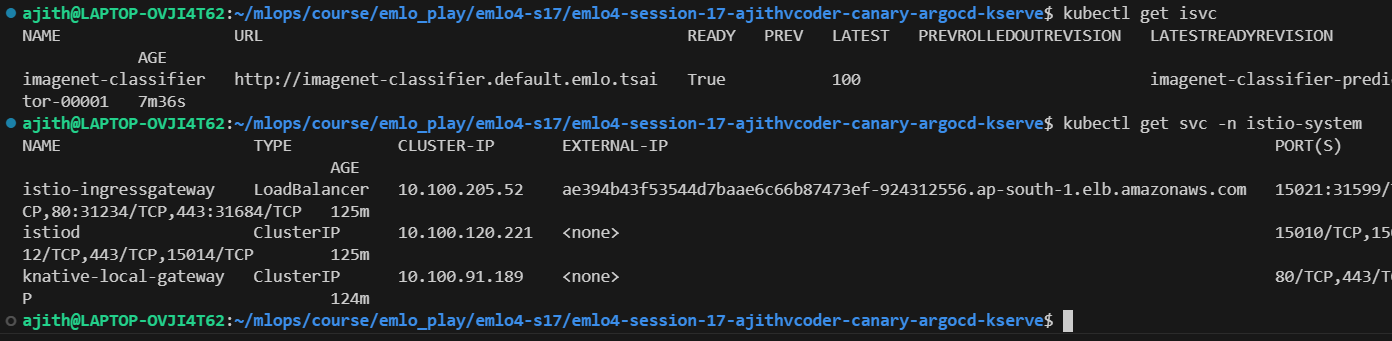 ajith@LAPTOP-OVJI4T62:~/mlops/course/emlo_play/emlo4-s17/emlo4-session-17-ajithvcoder-canary-argocd-kserve$ kubectl get isvc
NAME URL READY PREV LATEST PREVROLLEDOUTREVISION LATESTREADYREVISION
AGE
imagenet-classifier http://imagenet-classifier.default.emlo.tsai True 100 imagenet-classifier-predic
tor-00001 7m36s
ajith@LAPTOP-OVJI4T62:~/mlops/course/emlo_play/emlo4-s17/emlo4-session-17-ajithvcoder-canary-argocd-kserve$ kubectl get svc -n istio-system
NAME TYPE CLUSTER-IP EXTERNAL-IP PORT(S)
AGE
istio-ingressgateway LoadBalancer 10.100.205.52 ae394b43f53544d7baae6c66b87473ef-924312556.ap-south-1.elb.amazonaws.com 15021:31599/T
CP,80:31234/TCP,443:31684/TCP 125m
istiod ClusterIP 10.100.120.221 <none> 15010/TCP,150
12/TCP,443/TCP,15014/TCP 125m
knative-local-gateway ClusterIP 10.100.91.189 <none> 80/TCP,443/TC
P 124m
ajith@LAPTOP-OVJI4T62:~/mlops/course/emlo_play/emlo4-s17/emlo4-session-17-ajithvcoder-canary-argocd-kserve$